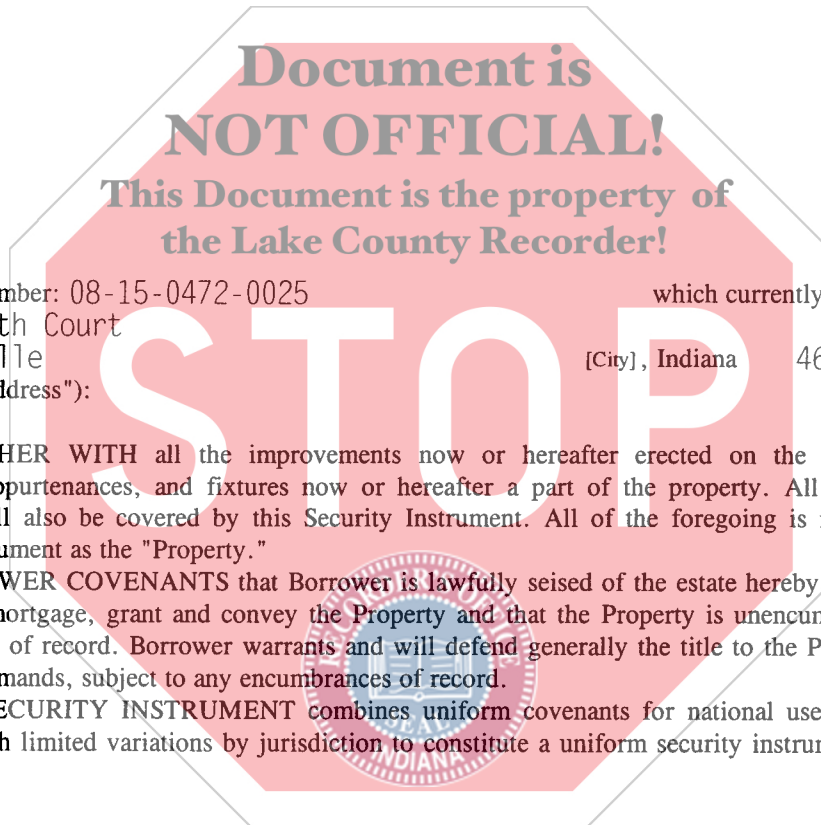 Document is
NOT OFFICIAL!
This Document is the property of
the Lake County Recorder!
mber: 08-15-0472-0025 which currently
th Court
lle [City], Indiana 46
ddress"):
STOP
HER WITH all the improvements now or hereafter erected on the
ppurtenances, and fixtures now or hereafter a part of the property. All
ll also be covered by this Security Instrument. All of the foregoing is
ument as the "Property."
WER COVENANTS that Borrower is lawfully seised of the estate hereby
mortgage, grant and convey the Property and that the Property is unencum
of record. Borrower warrants and will defend generally the title to the P
mands, subject to any encumbrances of record.
ECURITY INSTRUMENT combines uniform covenants for national use
h limited variations by jurisdiction to constitute a uniform security instrum
RECORDER OFFICE
SEAL
INDIANA